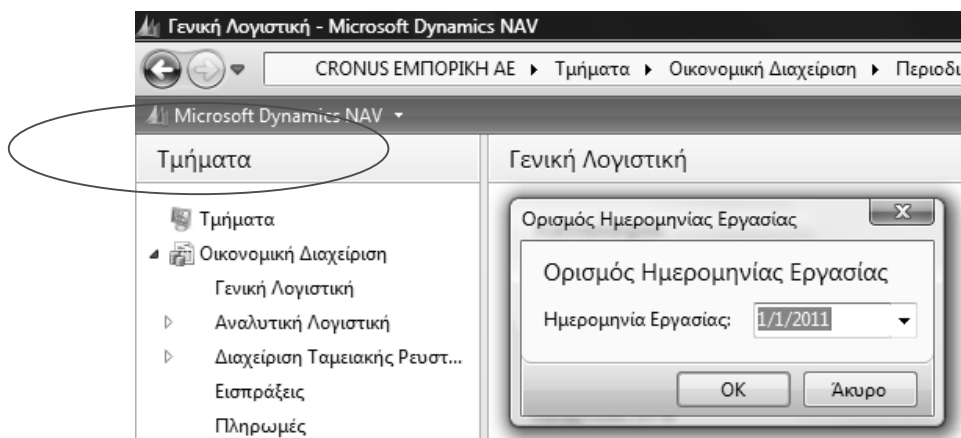 Γενική Λογιστική - Microsoft Dynamics NAV
CRONUS ΕΜΠΟΡΙΚΗ ΑΕ Τμήματα Οικονομική Διαχείριση
Microsoft Dynamics NAV
Τμήματα
Τμήματα
Οικονομική Διαχείριση
Γενική Λογιστική
Αναλυτική Λογιστική
Διαχείριση Ταμειακής Ρευστ...
Εισπράξεις
Πληρωμές
Γενική Λογιστική
Ορισμός Ημερομηνίας Εργασίας
Ορισμός Ημερομηνίας Εργασίας
Ημερομηνία Εργασίας: 1/1/2011
OK Άκυρο